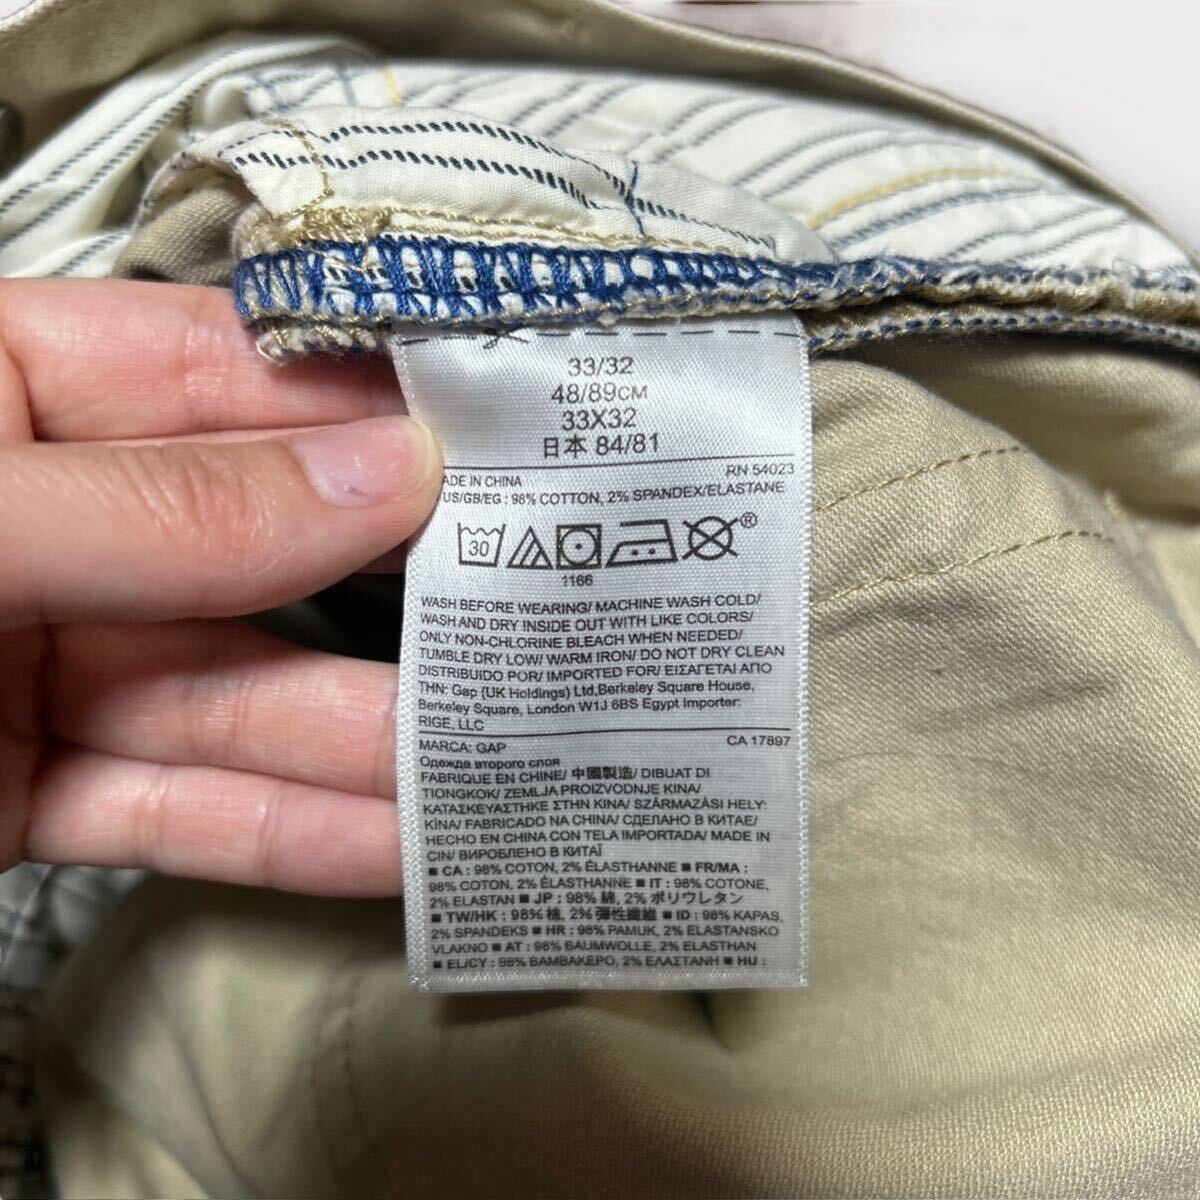 33/32
48/89CM
33X32
日本 84/81
RN 54023
ADE IN CHINA
US/GB/EG : 98% COTTON, 2% SPANDEX/ELASTANE
30
®
1166
WASH BEFORE WEARING/ MACHINE WASH COLD/
WASH AND DRY INSIDE OUT WITH LIKE COLORS/
ONLY NON-CHLORINE BLEACH WHEN NEEDED/
TUMBLE DRY LOW/ WARM IRON/ DO NOT DRY CLEAN
DISTRIBUIDO POR/ IMPORTED FOR/ ΕΙΣΑΓΕΤΑΙ ΑΠΟ
ΤΗΝ: Gap (UK Holdings) Ltd,Berkeley Square House,
Berkeley Square, London W1J 6BS Egypt Importer:
RIGE, LLC
MARCA: GAP
CA 17897
Одежда второго слоя
FABRIQUE EN CHINE/ 中國製造/ DIBUAT DI
TIONGKOK/ ZEMLJA PROIZVODNJE KINA/
ΚΑΤΑΣΚΕΥΑΣΤΗΚΕ ΣΤΗΝ ΚΙΝΑ/ SZÁRMAZÁSI HELY:
KÍNA/ FABRICADO NA CHINA/ СДЕЛАНО В КИТАЕ/
HECHO EN CHINA CON TELA IMPORTADA/ MADE IN
CIN/ ВИРОБЛЕНО В КИТАЇ
■ CA : 98% COTON, 2% ÉLASTHANNE ■ FR/MA :
98% COTON, 2% ÉLASTHANNE ■ IT : 98% COTONE,
2% ELASTAN ■ JP : 98% 綿, 2% ポリウレタン
■ TW/HK : 98% 棉, 2% 彈性纖維 ■ ID : 98% KAPAS,
2% SPANDEKS ■ HR : 98% PAMUK, 2% ELASTANSKO
VLAKNO ■ AT : 98% BAUMWOLLE, 2% ELASTHAN
■ EL/CY : 98% ΒΑΜΒΑΚΕΡΟ, 2% ΕΛΑΣΤΑΝΗ ■ HU :